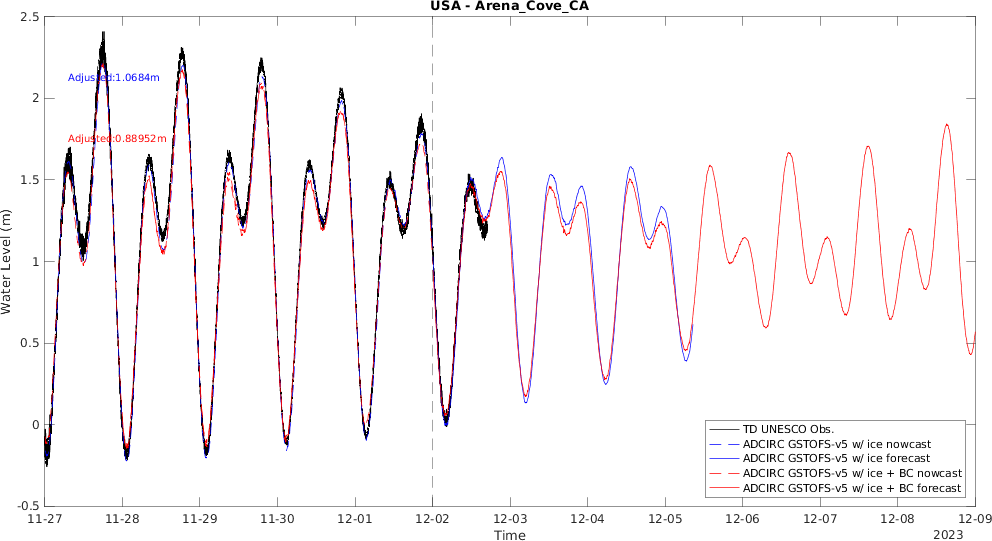 USA - Arena_Cove_CA
2.5
2
1.5
1
0.5
0
-0.5
Water Level (m)
Adjusted:1.0684m
Adjusted:0.88952m
TD UNESCO Obs.
ADCIRC GSTOFS-v5 w/ ice nowcast
ADCIRC GSTOFS-v5 w/ ice forecast
ADCIRC GSTOFS-v5 w/ ice + BC nowcast
ADCIRC GSTOFS-v5 w/ ice + BC forecast
11-27 11-28 11-29 11-30 12-01 12-02 12-03 12-04 12-05 12-06 12-07 12-08 12-09
Time
2023